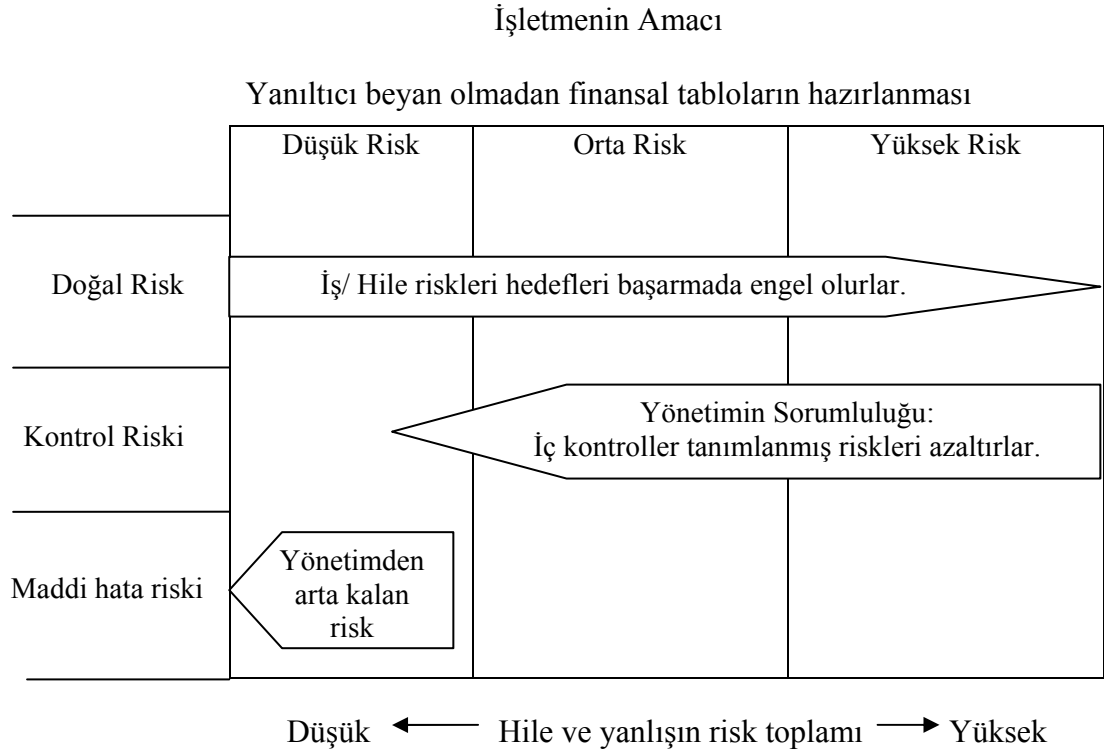 İşletmenin Amacı
Yanıltıcı beyan olmadan finansal tabloların hazırlanması
Düşük Risk
Orta Risk
Yüksek Risk
Doğal Risk
İş/ Hile riskleri hedefleri başarmada engel olurlar.
Kontrol Riski
Yönetimin Sorumluluğu:
İç kontroller tanımlanmış riskleri azaltırlar.
Maddi hata riski
Yönetimden
arta kalan
risk
Düşük
Hile ve yanlışın risk toplamı
Yüksek